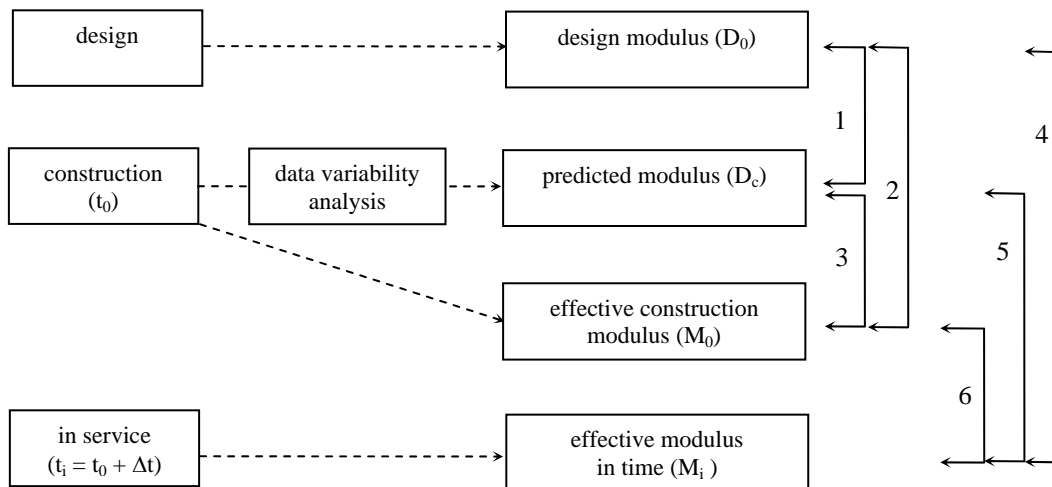 design
design modulus (D₀)
1
4
construction
(t₀)
data variability
analysis
predicted modulus (D_c)
2
3
5
effective construction
modulus (M₀)
6
in service
(tᵢ = t₀ + Δt)
effective modulus
in time (Mᵢ )